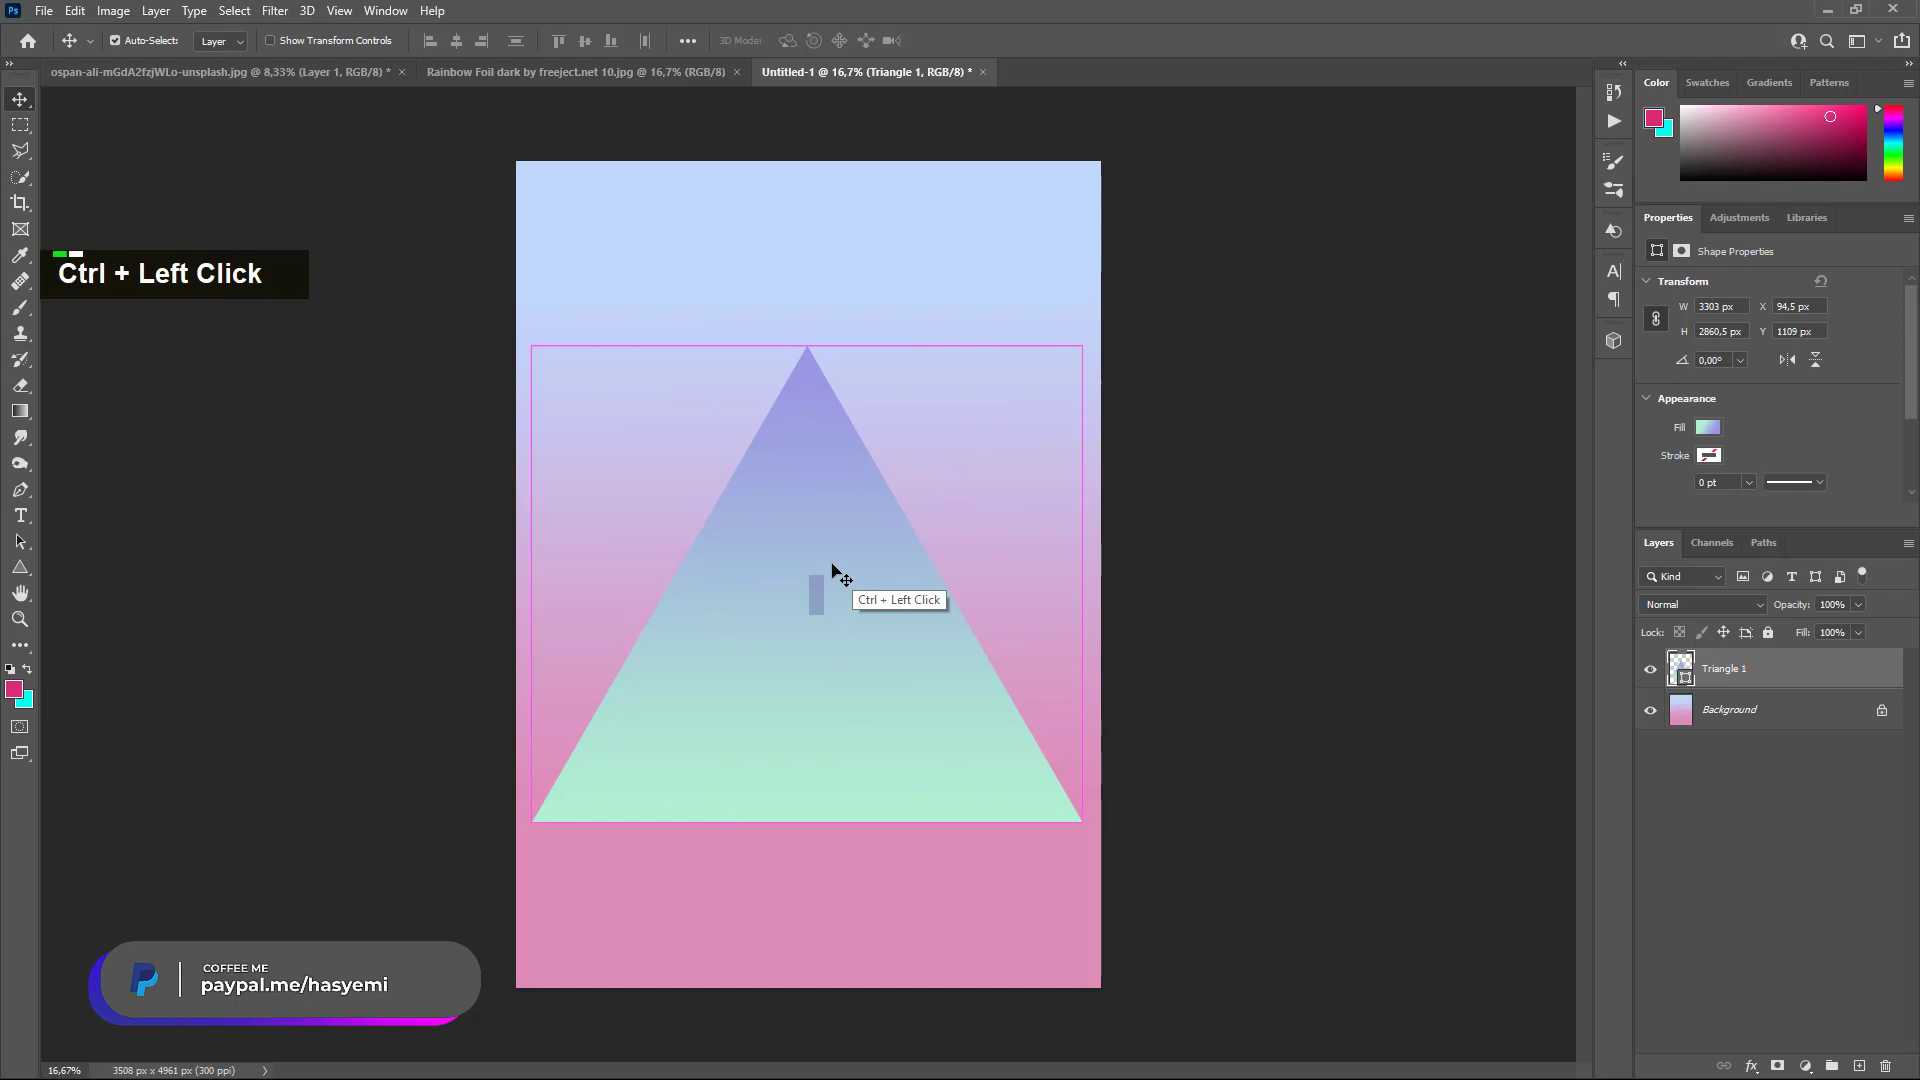 Ps File Edit Image Layer Type Select Filter 3D View Window Help
Auto-Select: Layer Show Transform Controls 3D Mode:
ospan-ali-mGdA2fzjWLo-unsplash.jpg @ 8,33% (Layer 1, RGB/8) *
Rainbow Foil dark by freeject.net 10.jpg @ 16,7% (RGB/8)
Untitled-1 @ 16,7% (Triangle 1, RGB/8) *
Color Swatches Gradients Patterns
Ctrl + Left Click
Properties Adjustments Libraries
Shape Properties
Transform
W 3303 px X 94,5 px
H 2860,5 px Y 1109 px
0,00°
Appearance
Fill
Stroke
0 pt
Ctrl + Left Click
Layers Channels Paths
Kind
Normal Opacity: 100%
Lock: Fill: 100%
Triangle 1
Background
COFFEE ME
paypal.me/hasyemi
16,67% 3508 px x 4961 px (300 ppi)